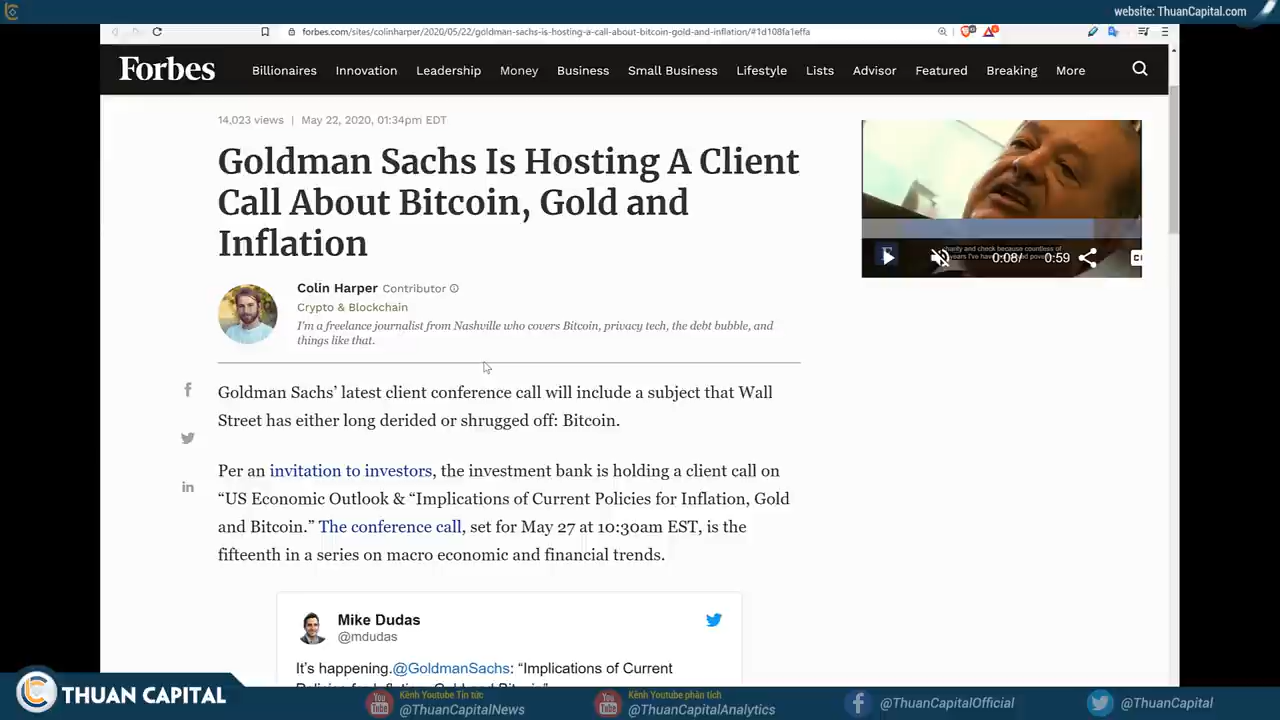 website: ThuanCapital.com
forbes.com/sites/colinharper/2020/05/22/goldman-sachs-is-hosting-a-call-about-bitcoin-gold-and-inflation/#1d108fa1effa
Forbes
Billionaires Innovation Leadership Money Business Small Business Lifestyle Lists Advisor Featured Breaking More
14,023 views | May 22, 2020, 01:34pm EDT
Goldman Sachs Is Hosting A Client
Call About Bitcoin, Gold and
Inflation
Colin Harper Contributor
Crypto & Blockchain
I'm a freelance journalist from Nashville who covers Bitcoin, privacy tech, the debt bubble, and
things like that.
and check because countless of
years I've have
0:08/ 0:59
Goldman Sachs’ latest client conference call will include a subject that Wall
Street has either long derided or shrugged off: Bitcoin.
Per an invitation to investors, the investment bank is holding a client call on
“US Economic Outlook & “Implications of Current Policies for Inflation, Gold
and Bitcoin.” The conference call, set for May 27 at 10:30am EST, is the
fifteenth in a series on macro economic and financial trends.
Mike Dudas
@mdudas
It’s happening.@GoldmanSachs: “Implications of Current
THUAN CAPITAL
Kênh Youtube Tin tức
@ThuanCapitalNews
Kênh Youtube phân tích
@ThuanCapitalAnalytics
@ThuanCapitalOfficial
@ThuanCapital